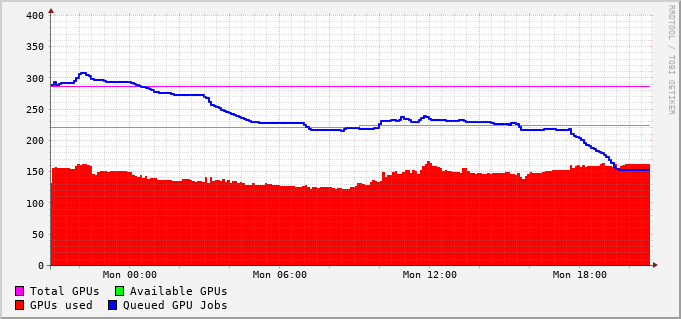 400
350
300
250
200
150
100
50
0
Mon 00:00 Mon 06:00 Mon 12:00 Mon 18:00
Total GPUs Available GPUs
GPUs used Queued GPU Jobs
RRDTOOL / TOBI OETIKER